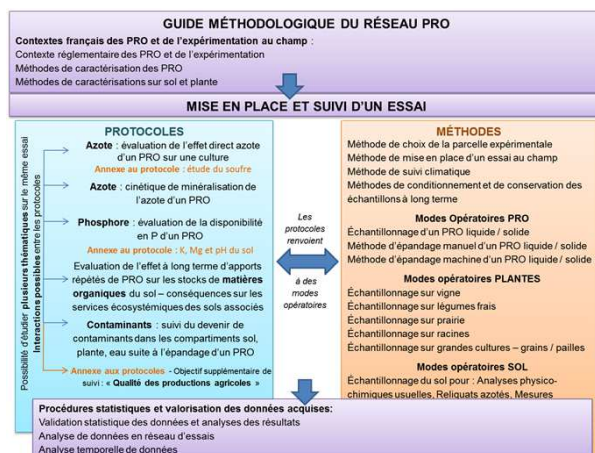 GUIDE MÉTHODOLOGIQUE DU RÉSEAU PRO
Contextes français des PRO et de l'expérimentation au champ :
Contexte réglementaire des PRO et de l'expérimentation
Méthodes de caractérisation des PRO
Méthodes de caractérisations sur sol et plante
MISE EN PLACE ET SUIVI D'UN ESSAI
Possibilité d'étudier plusieurs thématiques sur le même essai
Interactions possibles entre les protocoles
PROTOCOLES
Azote : évaluation de l'effet direct azote
d'un PRO sur une culture
Annexe au protocole : étude du soufre
Azote : cinétique de minéralisation de
l'azote d'un PRO
Phosphore : évaluation de la disponibilité
en P d'un PRO
Annexe au protocole : K, Mg et pH du sol
Evaluation de l'effet à long terme d'apports
répétés de PRO sur les stocks de matières
organiques du sol – conséquences sur les
services écosystémiques des sols associés
Contaminants : suivi du devenir de
contaminants dans les compartiments sol,
plante, eau suite à l'épandage d'un PRO
Annexe aux protocoles - Objectif supplémentaire
de suivi : « Qualité des productions agricoles »
Les
protocoles
renvoient
à des
modes
opératoires
MÉTHODES
Méthode de choix de la parcelle expérimentale
Méthode de mise en place d'un essai au champ
Méthode de suivi climatique
Méthodes de conditionnement et de conservation des
échantillons à long terme
Modes Opératoires PRO
Échantillonnage d'un PRO liquide / solide
Méthode d'épandage manuel d'un PRO liquide / solide
Méthode d'épandage machine d'un PRO liquide / solide
Modes opératoires PLANTES
Échantillonnage sur vigne
Échantillonnage sur légumes frais
Échantillonnage sur prairie
Échantillonnage sur racines
Échantillonnage sur grandes cultures – grains / pailles
Modes opératoires SOL
Échantillonnage du sol pour : Analyses physico-
chimiques usuelles, Reliquats azotés, Mesures
Procédures statistiques et valorisation des données acquises:
Validation statistique des données et analyses des résultats
Analyse de données en réseau d'essais
Analyse temporelle de données